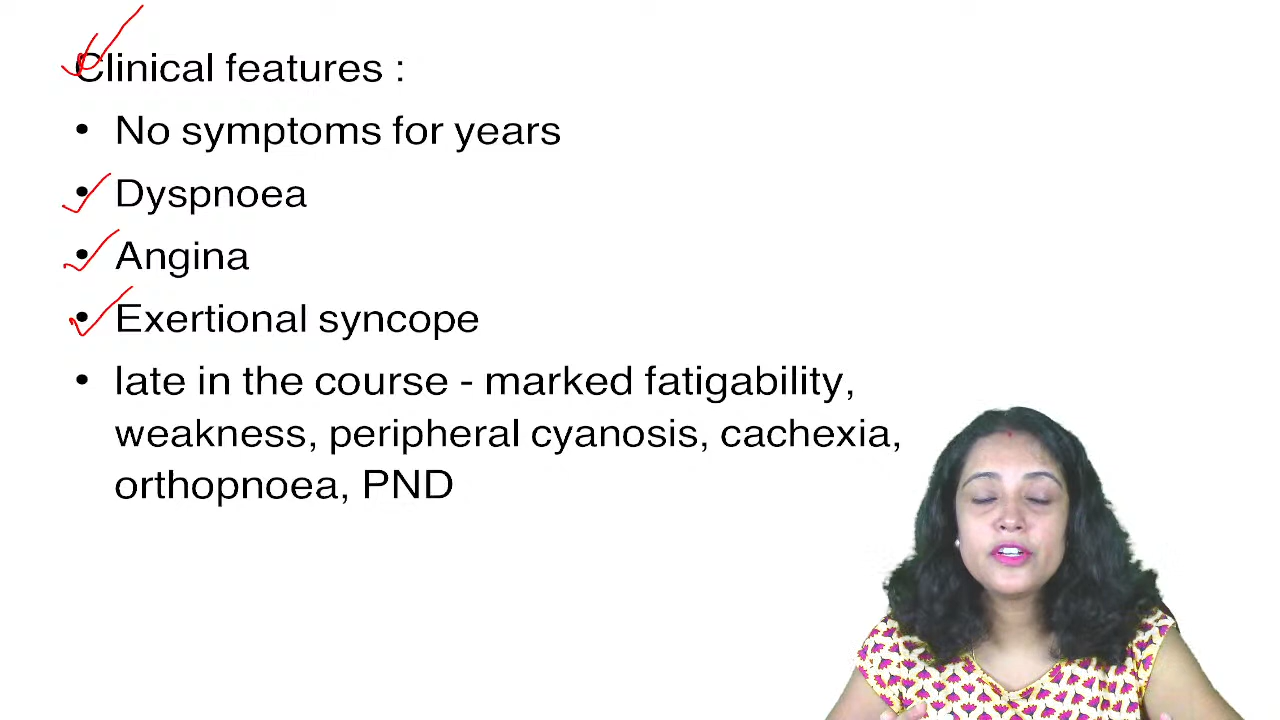 Clinical features :
• No symptoms for years
• Dyspnoea
• Angina
• Exertional syncope
• late in the course - marked fatigability,
weakness, peripheral cyanosis, cachexia,
orthopnoea, PND